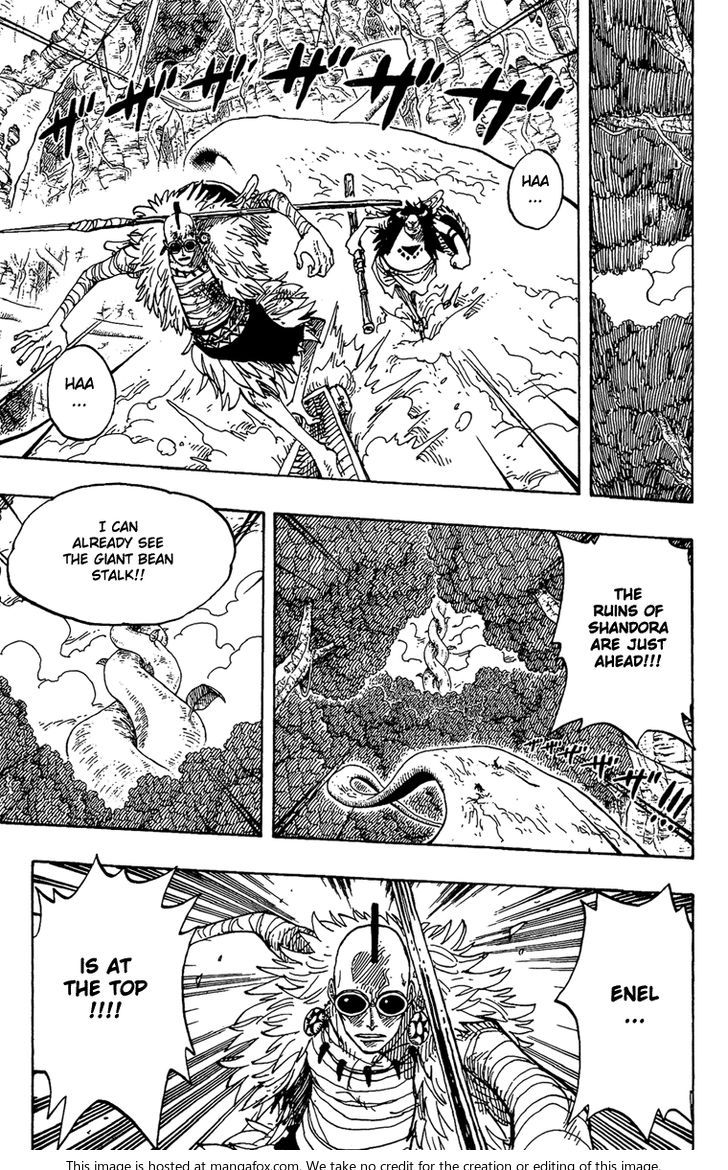 ザザザザザザ
HAA
...
HAA
...
THE
RUINS OF
SHANDORA
ARE JUST
AHEAD!!!
ザザザザザ!!!
I CAN
ALREADY SEE
THE GIANT BEAN
STALK!!
ENEL
...
IS AT
THE TOP
!!!!
This image is hosted at mangafox.com. We take no credit for the creation or editing of this image.